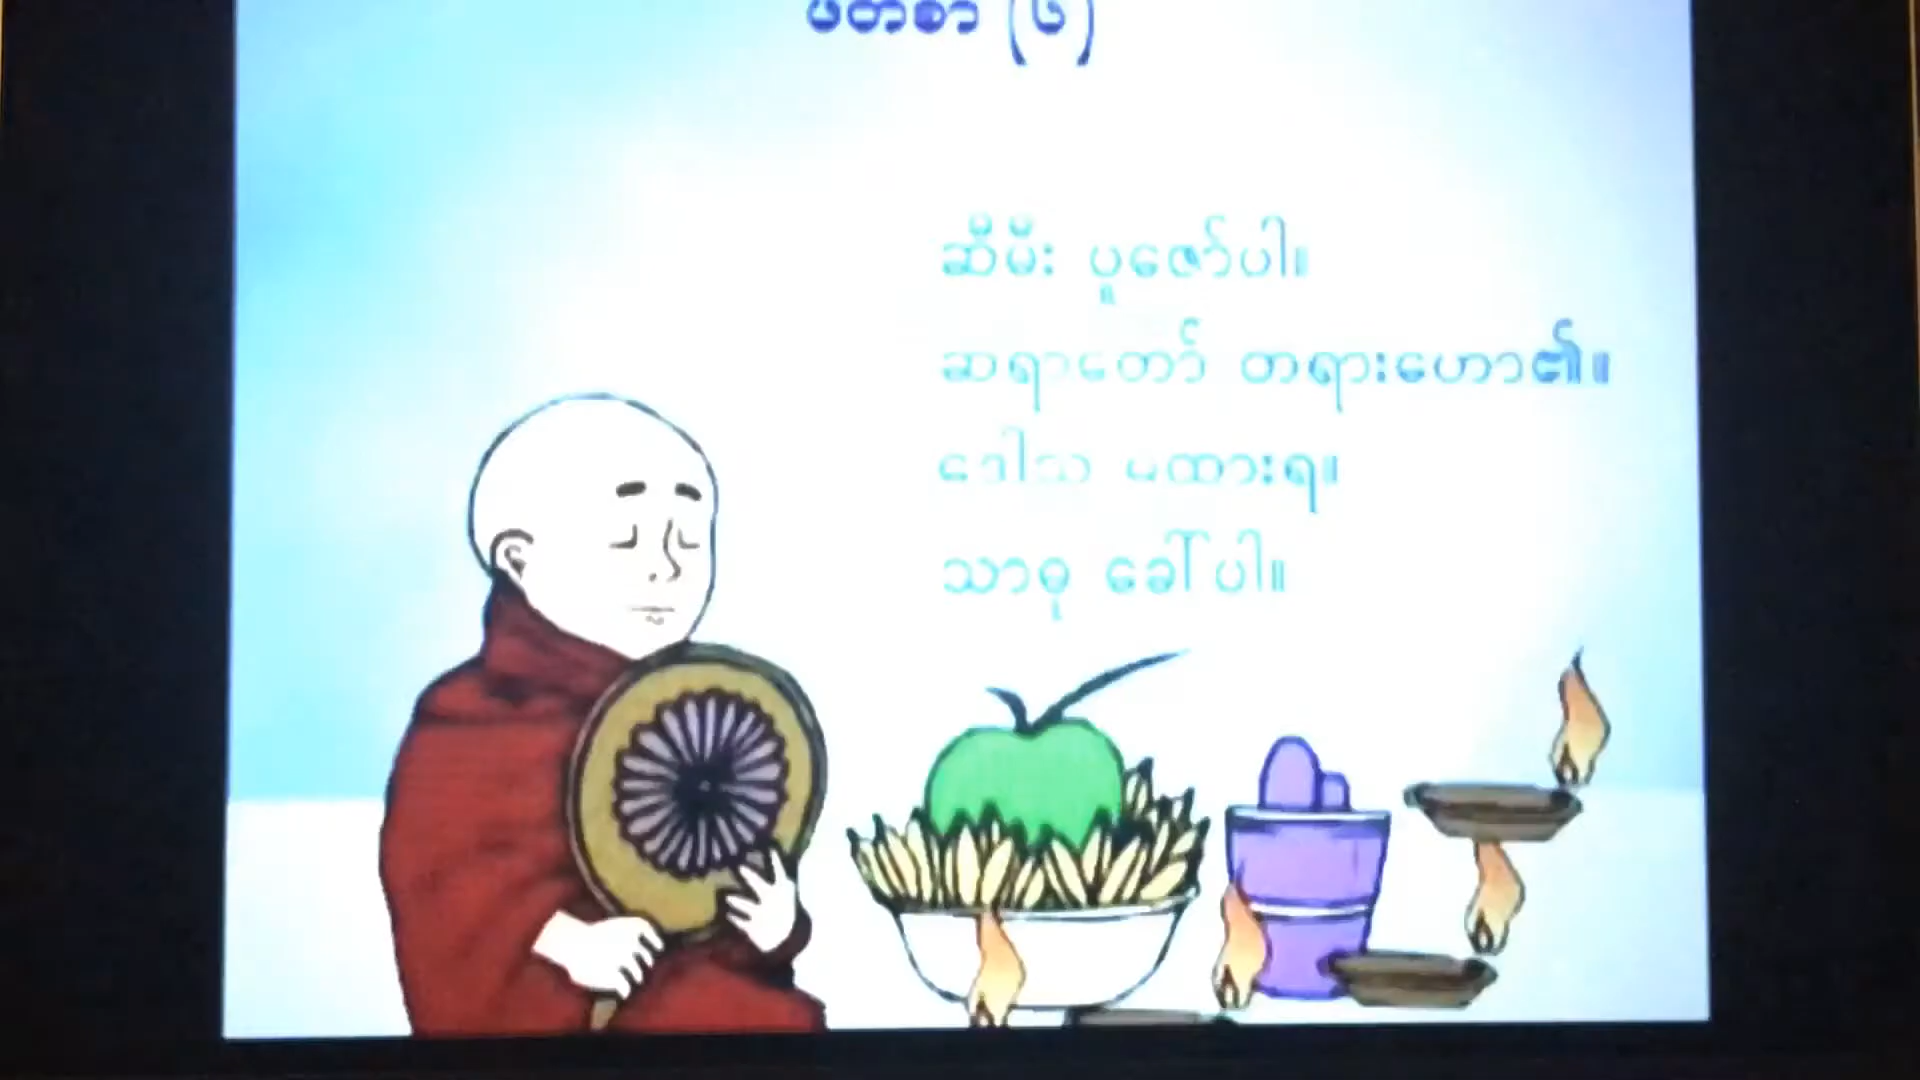 ဖတ်စာ (၆)
ဆီမီး ပူဇော်ပါ။
ဆရာတော် တရားဟော၏။
ဒေါသ မထားရ။
သာဓု ခေါ်ပါ။